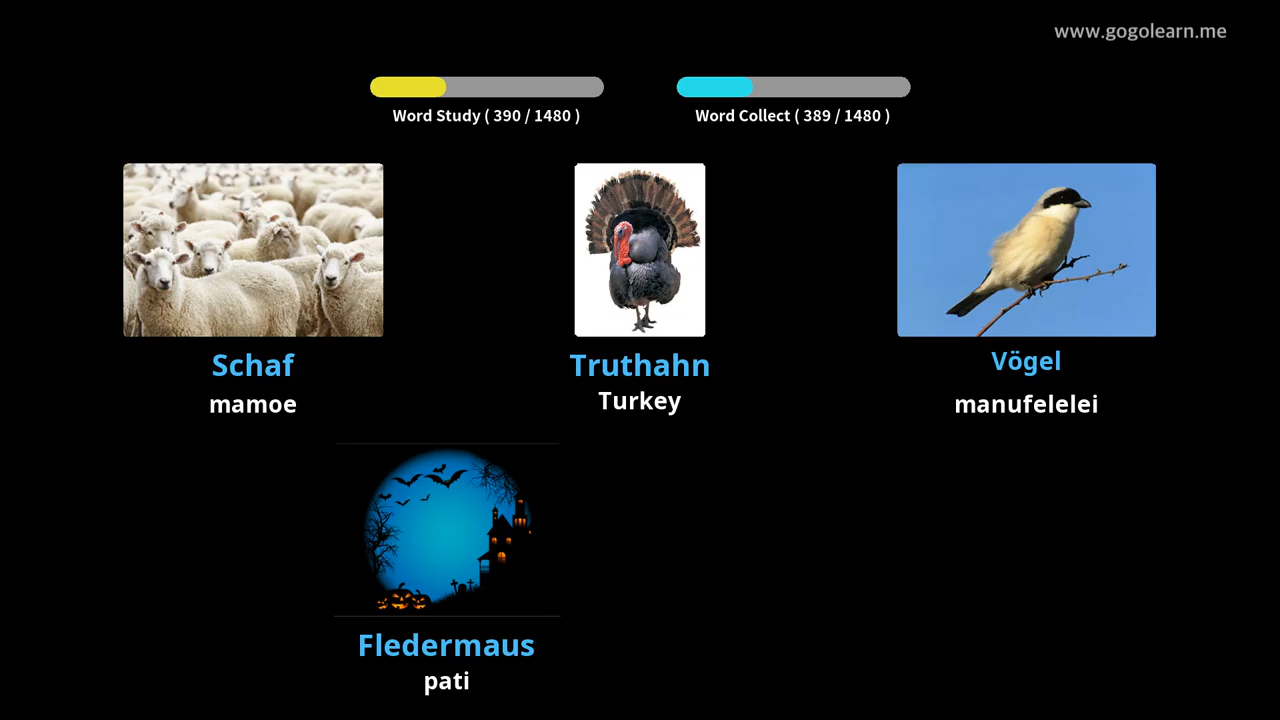 www.gogolearn.me
Word Study ( 390 / 1480 )
Word Collect ( 389 / 1480 )
Schaf
mamoe
Truthahn
Turkey
Vögel
manufelelei
Fledermaus
pati